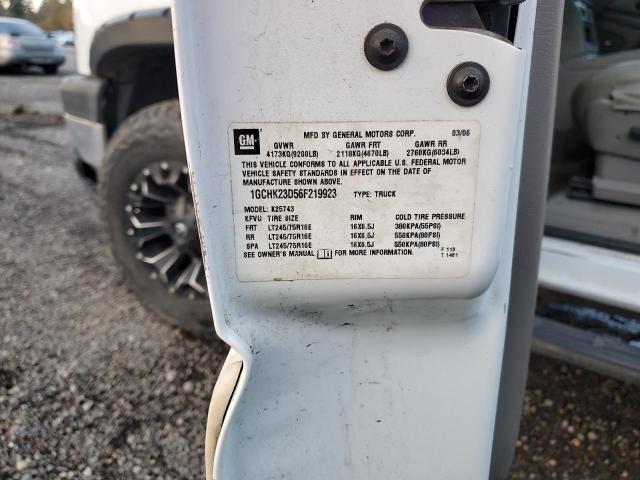 GM
MFD BY GENERAL MOTORS CORP. 03/06
GVWR GAWR FRT GAWR RR
4173KG(9200LB) 2118KG(4670LB) 2760KG(6084LB)
THIS VEHICLE CONFORMS TO ALL APPLICABLE U.S. FEDERAL MOTOR
VEHICLE SAFETY STANDARDS IN EFFECT ON THE DATE OF
MANUFACTURE SHOWN ABOVE.
1GCHK23D56F219923 TYPE: TRUCK
MODEL: K25743
KFVU TIRE SIZE RIM COLD TIRE PRESSURE
FRT LT245/75R16E 16X6.5J 380KPA(55PSI)
RR LT245/75R16E 16X6.5J 550KPA(80PSI)
SPA LT245/75R16E 16X6.5J 550KPA(80PSI)
SEE OWNER'S MANUAL FOR MORE INFORMATION.
F 118
T 1481